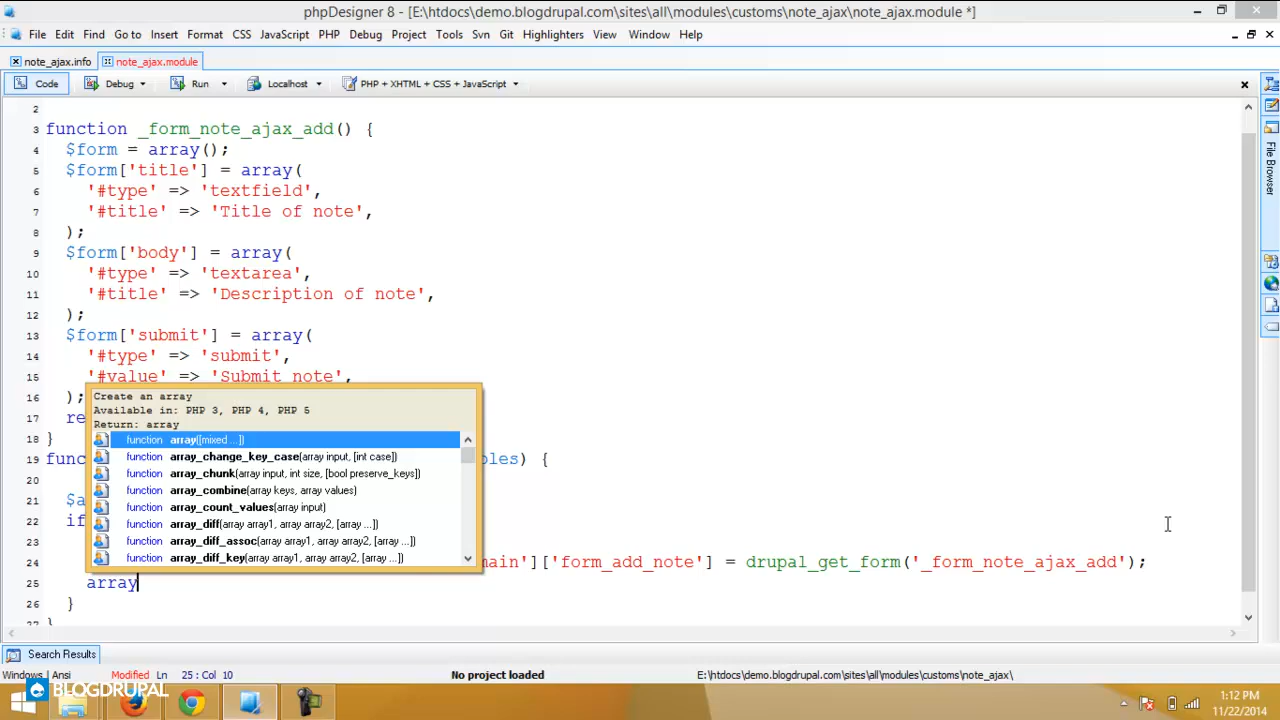 phpDesigner 8 - [E:\htdocs\demo.blogdrupal.com\sites\all\modules\customs\note_ajax\note_ajax.module *]
File Edit Find Go to Insert Format CSS JavaScript PHP Debug Project Tools Svn Git Highlighters View Window Help
note_ajax.info note_ajax.module
Code Debug Run Localhost PHP + XHTML + CSS + JavaScript
File Browser
2
3 function _form_note_ajax_add() {
4 $form = array();
5 $form['title'] = array(
6 '#type' => 'textfield',
7 '#title' => 'Title of note',
8 );
9 $form['body'] = array(
10 '#type' => 'textarea',
11 '#title' => 'Description of note',
12 );
13 $form['submit'] = array(
14 '#type' => 'submit',
15 '#value' => 'Submit note',
16 );
17 re
18 }
19 func les) {
20
21 $a
22 if
23
24 main']['form_add_note'] = drupal_get_form('_form_note_ajax_add');
25 array
26 }
27 }
Create an array
Available in: PHP 3, PHP 4, PHP 5
Return: array
function array([mixed ...])
function array_change_key_case(array input, [int case])
function array_chunk(array input, int size, [bool preserve_keys])
function array_combine(array keys, array values)
function array_count_values(array input)
function array_diff(array array1, array array2, [array ...])
function array_diff_assoc(array array1, array array2, [array ...])
function array_diff_key(array array1, array array2, [array ...])
Search Results
Windows | Ansi Modified Ln 25 : Col 10 No project loaded E:\htdocs\demo.blogdrupal.com\sites\all\modules\customs\note_ajax\
BLOGDRUPAL
1:12 PM
11/22/2014